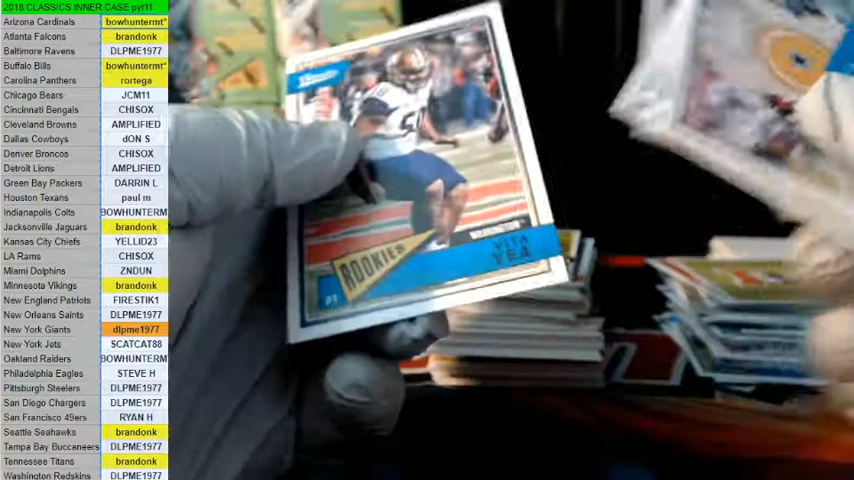 2018 CLASSICS INNER CASE pyt11
Arizona Cardinals bowhuntermt*
Atlanta Falcons brandonk
Baltimore Ravens DLPME1977
Buffalo Bills bowhuntermt*
Carolina Panthers rortega
Chicago Bears JCM11
Cincinnati Bengals CHISOX
Cleveland Browns AMPLIFIED
Dallas Cowboys dON S
Denver Broncos CHISOX
Detroit Lions AMPLIFIED
Green Bay Packers DARRIN L
Houston Texans paul m
Indianapolis Colts BOWHUNTERM
Jacksonville Jaguars brandonk
Kansas City Chiefs YELLID23
LA Rams CHISOX
Miami Dolphins ZNDUN
Minnesota Vikings brandonk
New England Patriots FIRESTIK1
New Orleans Saints DLPME1977
New York Giants dlpme1977
New York Jets SCATCAT88
Oakland Raiders BOWHUNTERM
Philadelphia Eagles STEVE H
Pittsburgh Steelers DLPME1977
San Diego Chargers DLPME1977
San Francisco 49ers RYAN H
Seattle Seahawks brandonk
Tampa Bay Buccaneers DLPME1977
Tennessee Titans brandonk
Washington Redskins DLPME1977
WASHINGTON
ROOKIES
VITA
VEA
DT